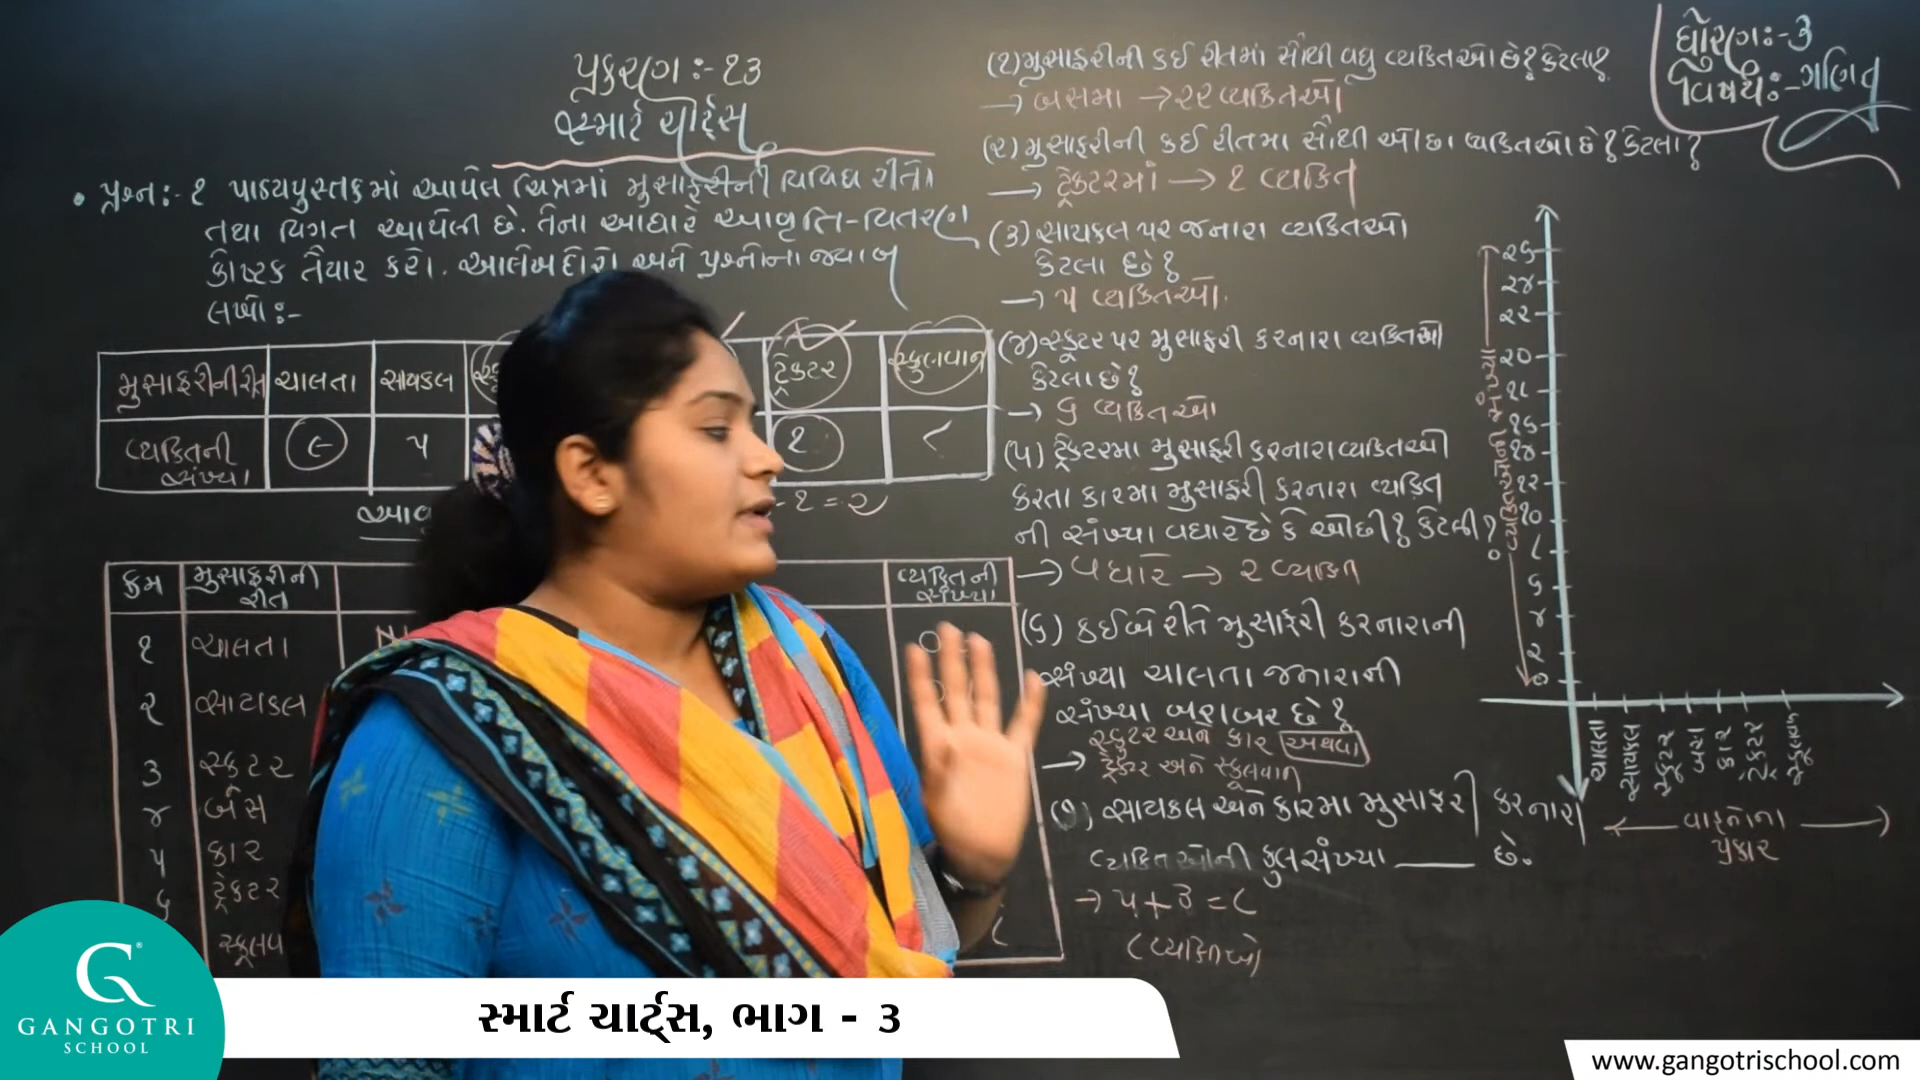 પ્રકરણ :- ૧૩
સ્માર્ટ ચાર્ટ્સ
ધોરણ :- ૩
વિષય :- ગણિત
• પ્રશ્ન :- ૧ પાઠ્યપુસ્તકમાં આપેલ ચિત્રમાં મુસાફરીની વિવિધ રીતો
તથા વિગત આપેલી છે. તેના આધારે આવૃત્તિ-વિતરણ
કોષ્ટક તૈયાર કરો. આલેખ દોરો અને પ્રશ્નોના જવાબ
લખો :-
મુસાફરીની રીત ચાલતા સાયકલ ટ્રેક્ટર સ્કુલવાન
વ્યક્તિની સંખ્યા ૯ ૫ ૧ ૮
- ૧ = ૨
ક્રમ મુસાફરીની રીત વ્યક્તિની સંખ્યા
૧ ચાલતા
૨ સાયકલ
૩ સ્કુટર
૪ બસ
૫ કાર
૬ ટ્રેક્ટર
સ્કૂલવ ૮
(૧) મુસાફરીની કઈ રીતમાં સૌથી વધુ વ્યક્તિઓ છે? કેટલા?
→ બસમા → ૨૨ વ્યક્તિઓ
(૨) મુસાફરીની કઈ રીતમા સૌથી ઓછા વ્યક્તિઓ છે? કેટલા?
→ ટ્રેક્ટરમાં → ૧ વ્યક્તિ
(૩) સાયકલ પર જનારા વ્યક્તિઓ
કેટલા છે?
→ ૫ વ્યક્તિઓ.
(૪) સ્કૂટર પર મુસાફરી કરનારા વ્યક્તિઓ
કેટલા છે?
→ ૬ વ્યક્તિઓ
(૫) ટ્રેક્ટરમા મુસાફરી કરનારા વ્યક્તિઓ
કરતા કારમા મુસાફરી કરનારા વ્યક્તિ
ની સંખ્યા વધારે છે કે ઓછી? કેટલી?
→ વધારે → ૨ વ્યક્તિ
(૬) કઈ બે રીતે મુસાફરી કરનારાની
સંખ્યા ચાલતા જનારાની
સંખ્યા બરાબર છે?
સ્કુટર અને કાર અથવા
→ ટ્રેક્ટર અને સ્કૂલવાન
(૭) સાયકલ અને કારમા મુસાફરી કરનારા
વ્યક્તિઓની કુલ સંખ્યા ____ છે.
→ ૫ + ૩ = ૮
૮ વ્યક્તિઓ
૨૬
૨૪
૨૨
૨૦
૧૮
૧૬
૧૪
૧૨
૧૦
૮
૬
૪
૨
૦
વ્યક્તિઓની સંખ્યા
ચાલતા સાયકલ સ્કુટર બસ કાર ટ્રેક્ટર સ્કૂલવાન
વાહનોના
પ્રકાર
GANGOTRI
SCHOOL
સ્માર્ટ ચાર્ટ્સ, ભાગ - ૩
www.gangotrischool.com